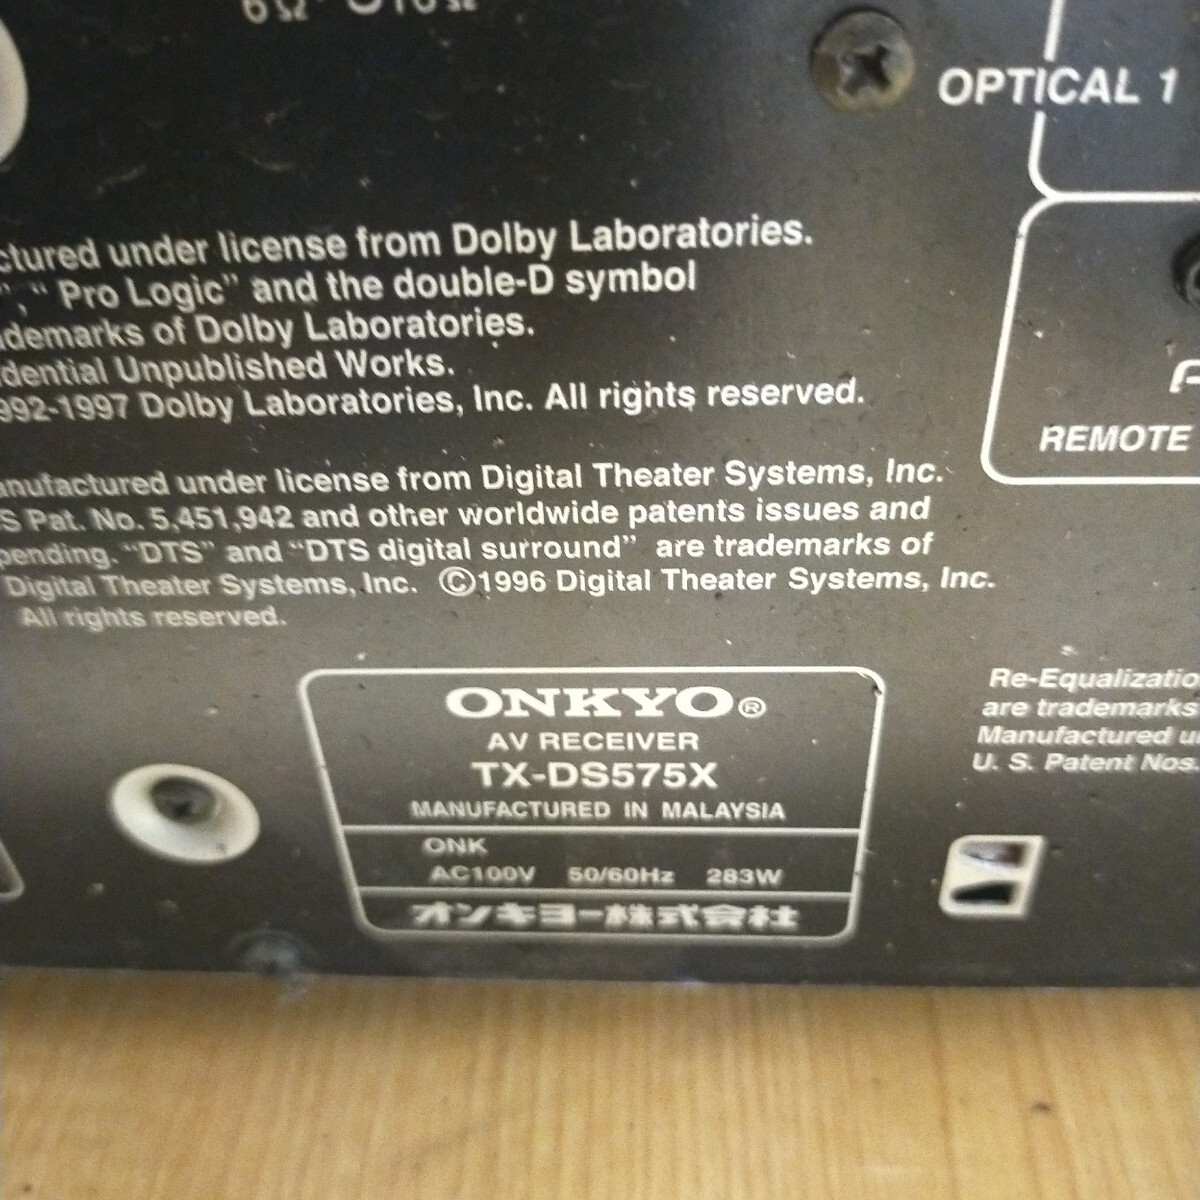 OPTICAL 1
ctured under license from Dolby Laboratories.
", " Pro Logic" and the double-D symbol
demarks of Dolby Laboratories.
dential Unpublished Works.
992-1997 Dolby Laboratories, Inc. All rights reserved.
REMOTE
anufactured under license from Digital Theater Systems, Inc.
S Pat. No. 5,451,942 and other worldwide patents issues and
pending. "DTS" and "DTS digital surround" are trademarks of
Digital Theater Systems, Inc. ©1996 Digital Theater Systems, Inc.
All rights reserved.
ONKYO®
AV RECEIVER
TX-DS575X
MANUFACTURED IN MALAYSIA
ONK
AC100V 50/60Hz 283W
オンキヨー株式会社
Re-Equalizatio
are trademarks
Manufactured u
U. S. Patent Nos.